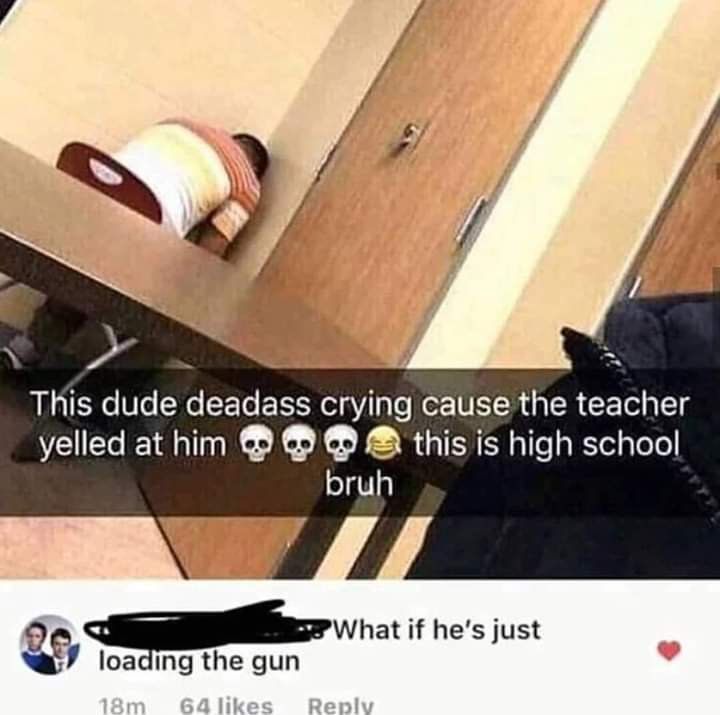 This dude deadass crying cause the teacher
yelled at him 💀💀💀😂 this is high school
bruh
What if he's just
loading the gun
18m 64 likes Reply